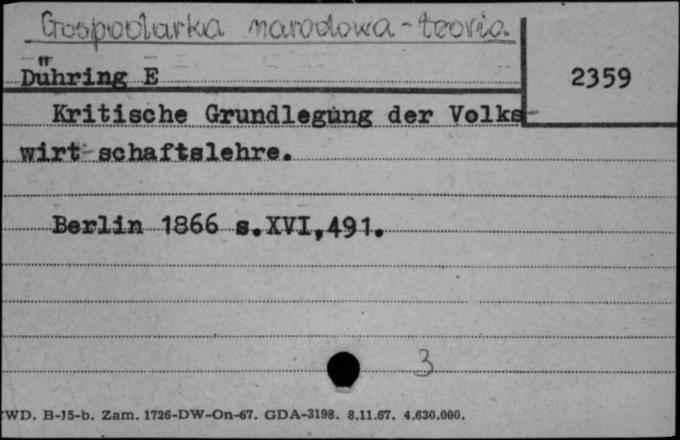 Gospodarka narodowa - teoria.
Dühring E
2359
Kritische Grundlegung der Volks-
wirt schaftslehre.
Berlin 1866 s.XVI,491.
3
WD. B-15-b. Zam. 1726-DW-On-67. GDA-3198. 8.11.67. 4.630.000.